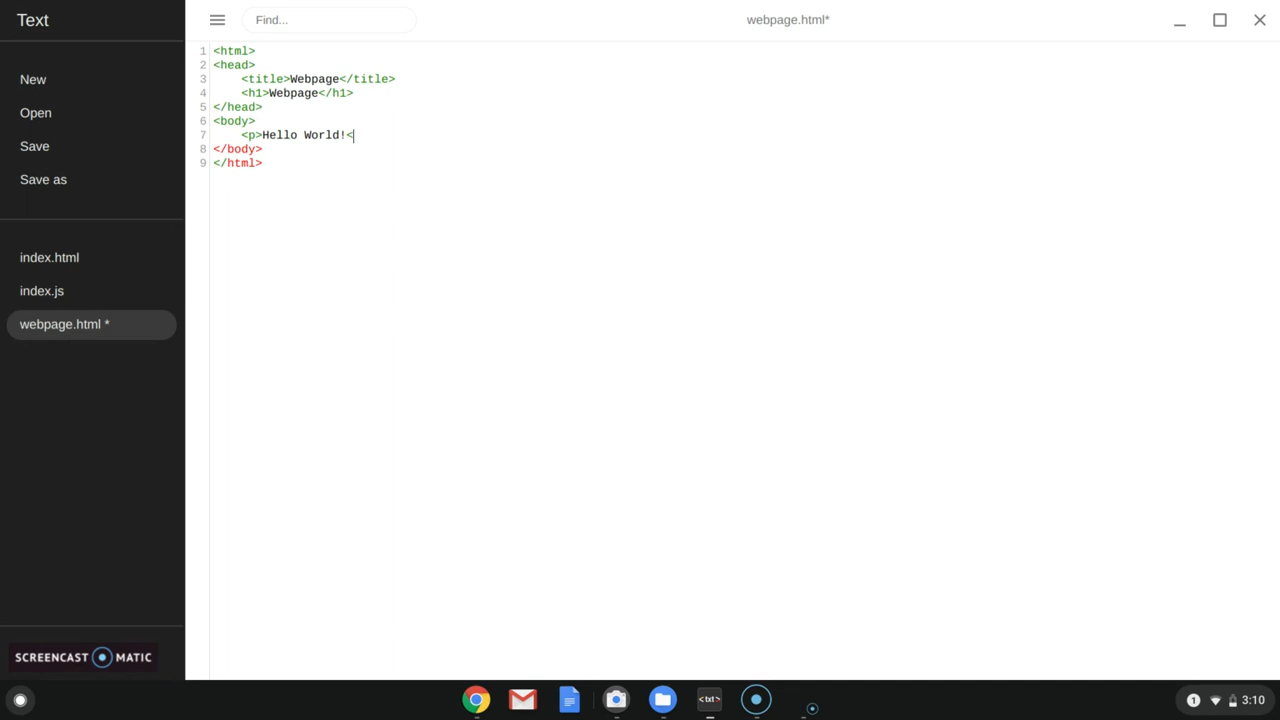 Text
Find...
webpage.html*
New
Open
Save
Save as
index.html
index.js
webpage.html *
1 <html>
2 <head>
3 <title>Webpage</title>
4 <h1>Webpage</h1>
5 </head>
6 <body>
7 <p>Hello World!<
8 </body>
9 </html>
SCREENCAST MATIC
<txt>
1
3:10